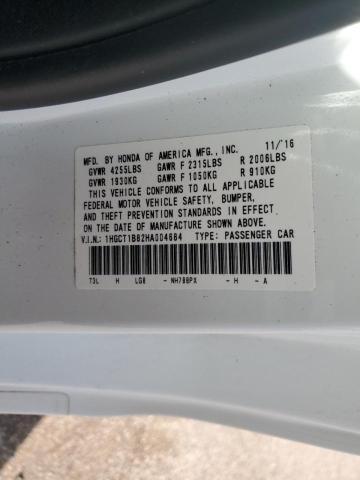 MFD. BY HONDA OF AMERICA MFG., INC. 11/16
GVWR 4255LBS GAWR F 2315LBS R 2006LBS
GVWR 1930KG GAWR F 1050KG R 910KG
THIS VEHICLE CONFORMS TO ALL APPLICABLE
FEDERAL MOTOR VEHICLE SAFETY, BUMPER,
AND THEFT PREVENTION STANDARDS IN EFFECT
ON THE DATE OF MANUFACTURE SHOWN ABOVE.
V.I.N.: 1HGCT1B82HA004684 TYPE: PASSENGER CAR
73L H LG8 - NH788PX - H - A